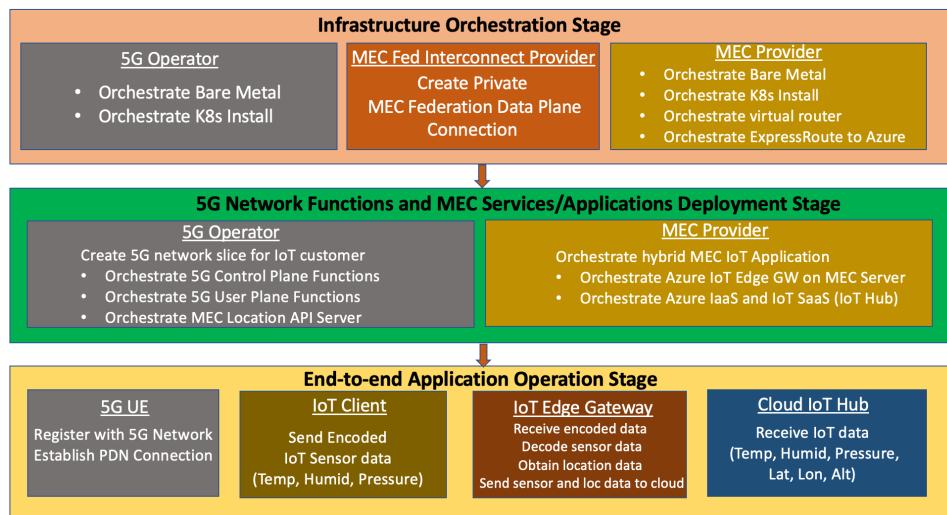 Infrastructure Orchestration Stage
5G Operator
• Orchestrate Bare Metal
• Orchestrate K8s Install
MEC Fed Interconnect Provider
Create Private
MEC Federation Data Plane
Connection
MEC Provider
• Orchestrate Bare Metal
• Orchestrate K8s Install
• Orchestrate virtual router
• Orchestrate ExpressRoute to Azure
5G Network Functions and MEC Services/Applications Deployment Stage
5G Operator
Create 5G network slice for IoT customer
• Orchestrate 5G Control Plane Functions
• Orchestrate 5G User Plane Functions
• Orchestrate MEC Location API Server
MEC Provider
Orchestrate hybrid MEC IoT Application
• Orchestrate Azure IoT Edge GW on MEC Server
• Orchestrate Azure IaaS and IoT SaaS (IoT Hub)
End-to-end Application Operation Stage
5G UE
Register with 5G Network
Establish PDN Connection
IoT Client
Send Encoded
IoT Sensor data
(Temp, Humid, Pressure)
IoT Edge Gateway
Receive encoded data
Decode sensor data
Obtain location data
Send sensor and loc data to cloud
Cloud IoT Hub
Receive IoT data
(Temp, Humid, Pressure,
Lat, Lon, Alt)